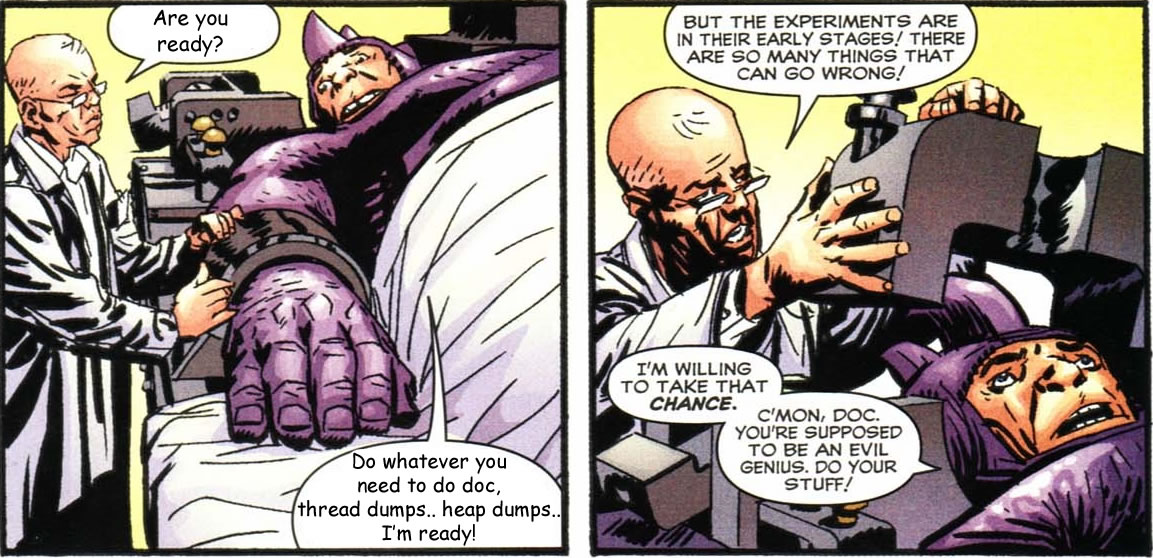 Are you
ready?
Do whatever you
need to do doc,
thread dumps.. heap dumps..
I'm ready!
BUT THE EXPERIMENTS ARE
IN THEIR EARLY STAGES! THERE
ARE SO MANY THINGS THAT
CAN GO WRONG!
I'M WILLING
TO TAKE THAT
CHANCE.
C'MON, DOC.
YOU'RE SUPPOSED
TO BE AN EVIL
GENIUS. DO YOUR
STUFF!